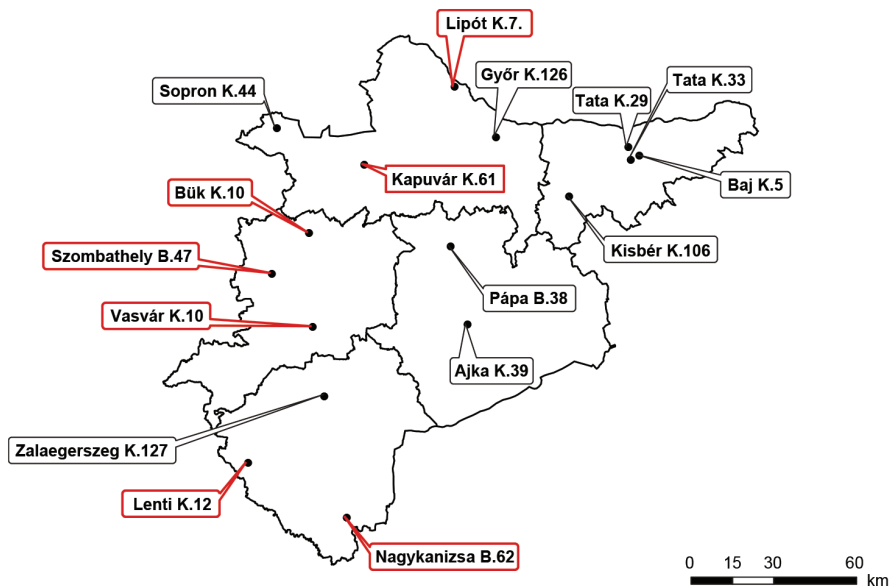 Lipót K.7.
Győr K.126
Tata K.33
Sopron K.44
Tata K.29
Kapuvár K.61
Baj K.5
Bük K.10
Kisbér K.106
Szombathely B.47
Pápa B.38
Vasvár K.10
Ajka K.39
Zalaegerszeg K.127
Lenti K.12
Nagykanizsa B.62
0 15 30 60
km